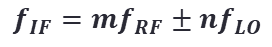 f_IF = mf_RF ± nf_LO